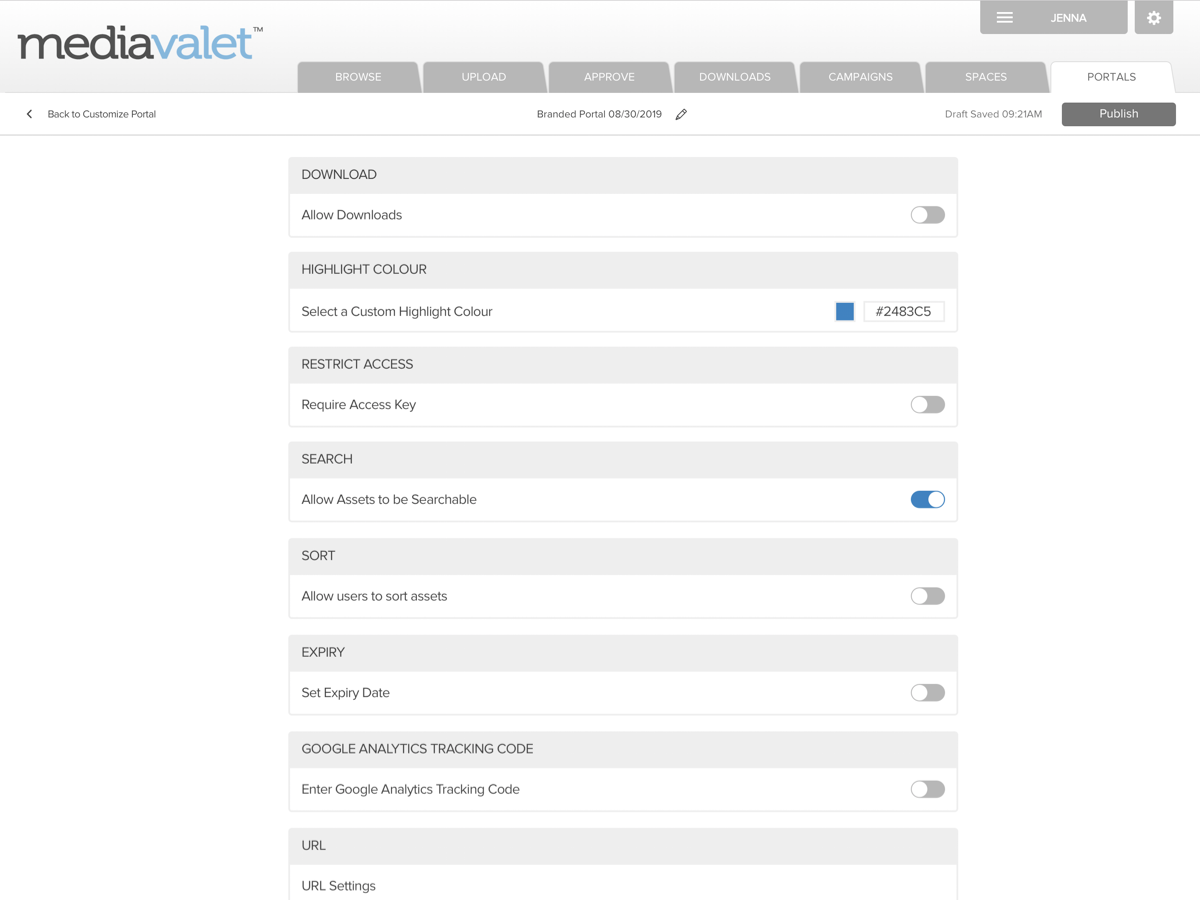 JENNA
mediavalet™
BROWSE
UPLOAD
APPROVE
DOWNLOADS
CAMPAIGNS
SPACES
PORTALS
Back to Customize Portal
Branded Portal 08/30/2019
Draft Saved 09:21AM
Publish
DOWNLOAD
Allow Downloads
HIGHLIGHT COLOUR
Select a Custom Highlight Colour
#2483C5
RESTRICT ACCESS
Require Access Key
SEARCH
Allow Assets to be Searchable
SORT
Allow users to sort assets
EXPIRY
Set Expiry Date
GOOGLE ANALYTICS TRACKING CODE
Enter Google Analytics Tracking Code
URL
URL Settings